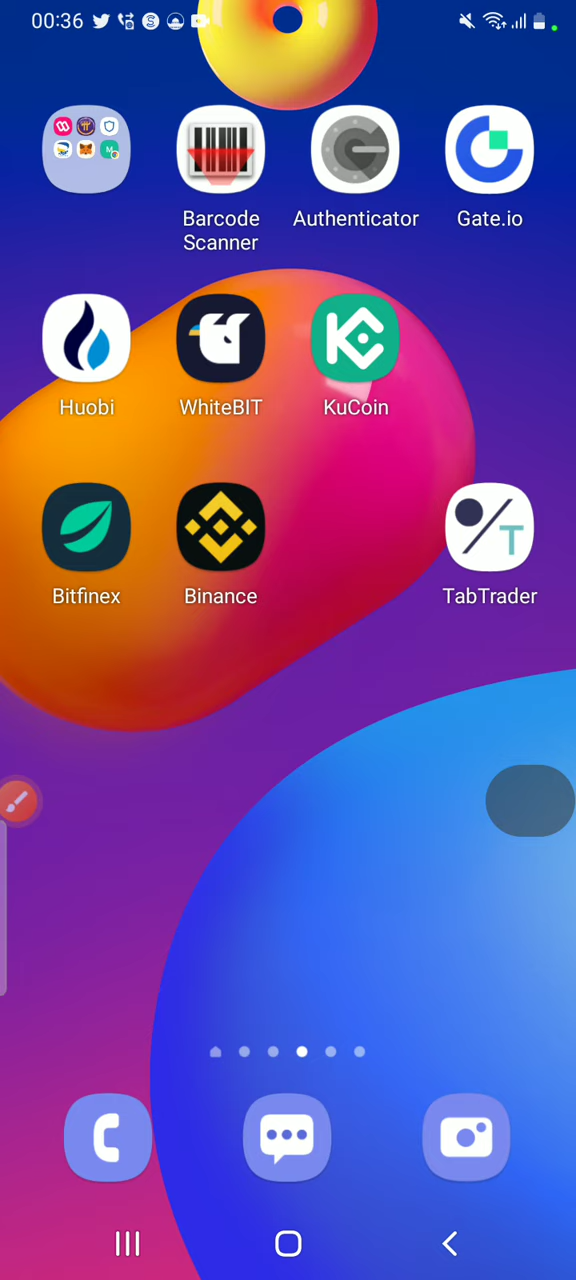 00:36
Barcode
Scanner
Authenticator
Gate.io
Huobi
WhiteBIT
KuCoin
Bitfinex
Binance
TabTrader